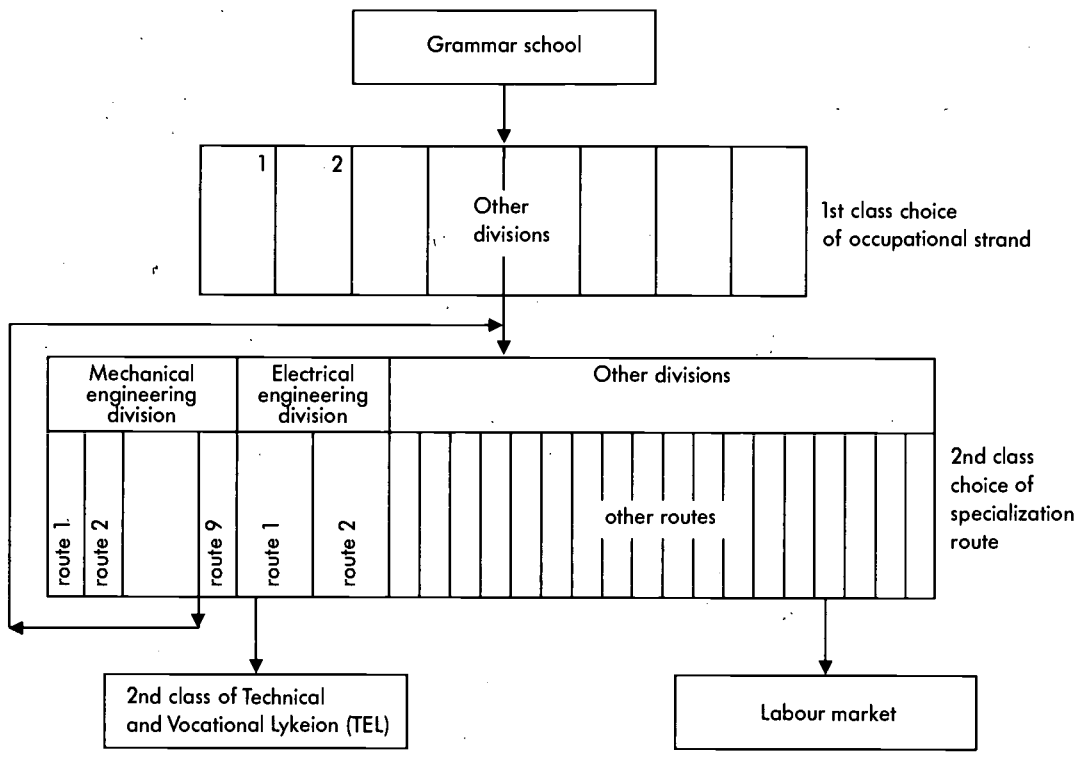 Grammar school
1
2
Other
divisions
1st class choice
of occupational strand
Mechanical
engineering
division
Electrical
engineering
division
Other divisions
route 1
route 2
route 9
route 1
route 2
other routes
2nd class
choice of
specialization
route
2nd class of Technical
and Vocational Lykeion (TEL)
Labour market